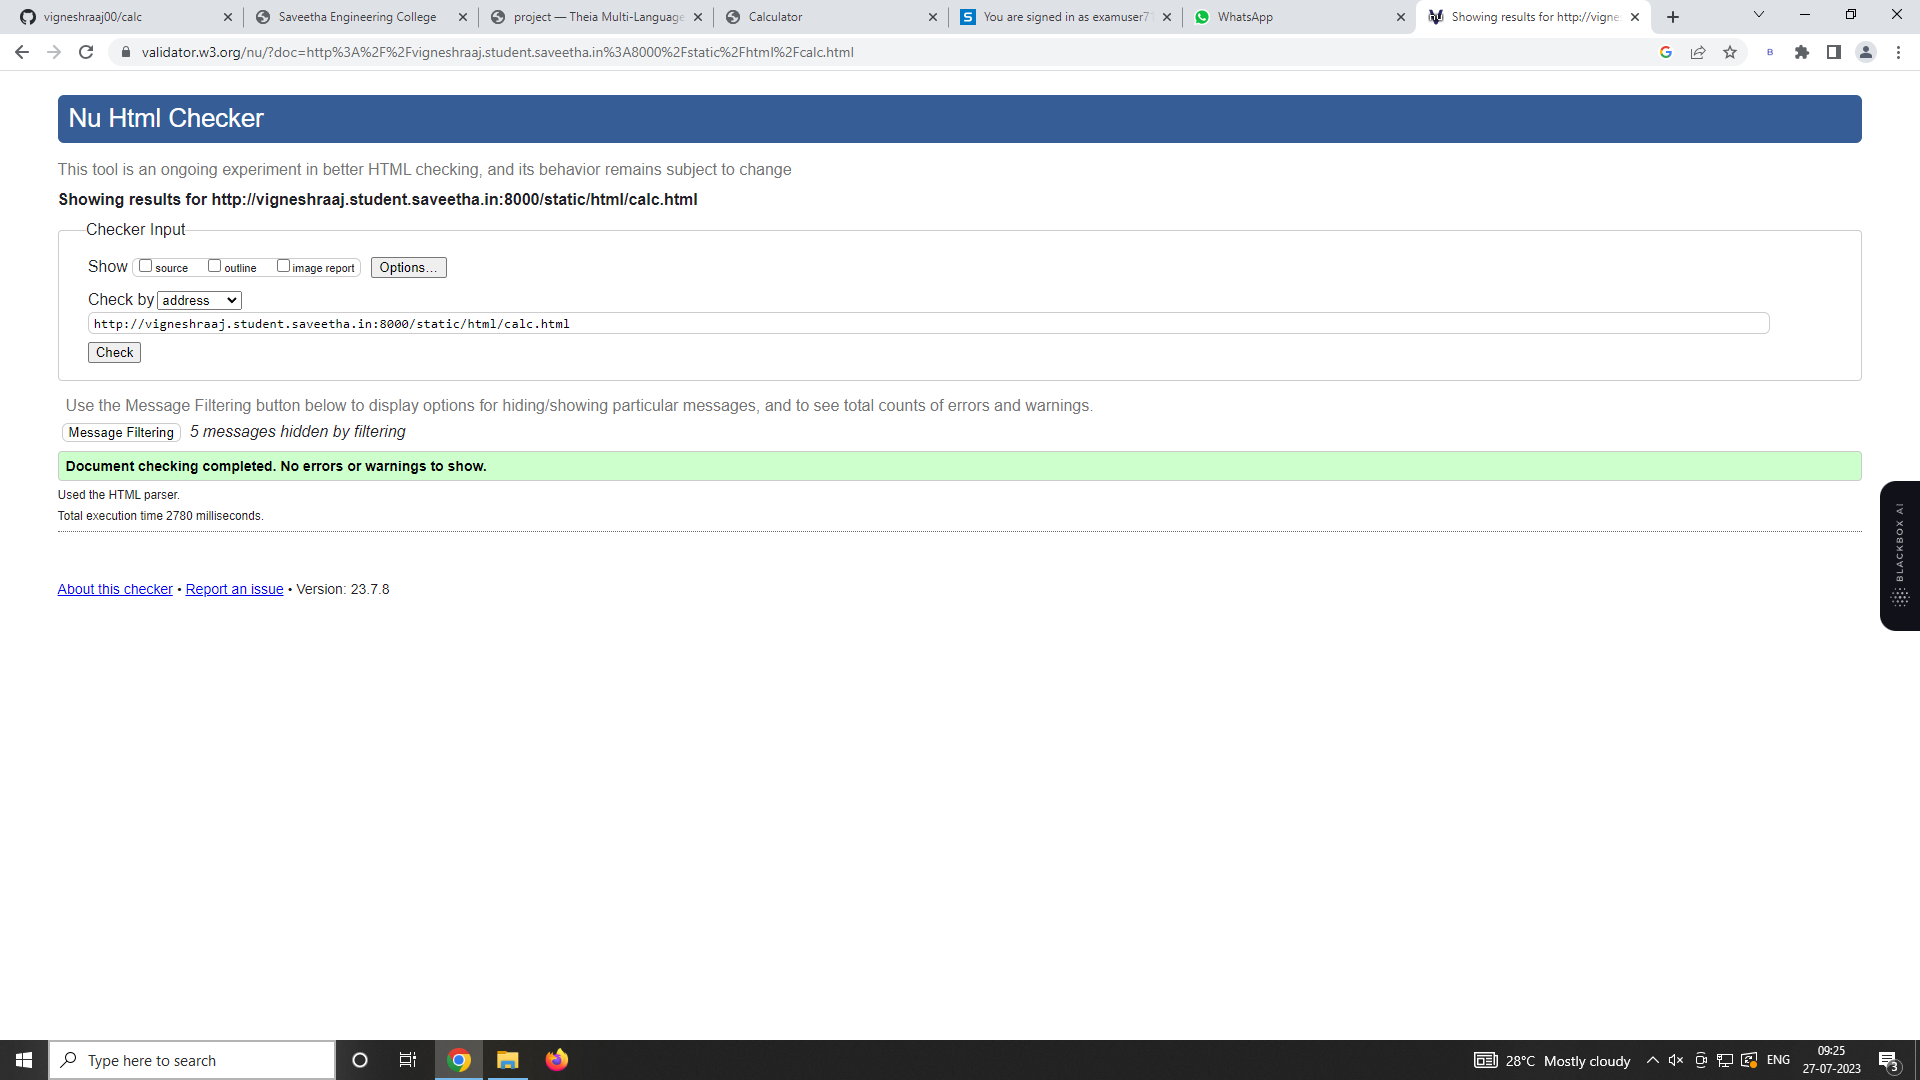 vigneshraaj00/calc
Saveetha Engineering College
project — Theia Multi-Language
Calculator
You are signed in as examuser7
WhatsApp
Showing results for http://vignes
validator.w3.org/nu/?doc=http%3A%2F%2Fvigneshraaj.student.saveetha.in%3A8000%2Fstatic%2Fhtml%2Fcalc.html
Nu Html Checker
This tool is an ongoing experiment in better HTML checking, and its behavior remains subject to change
Showing results for http://vigneshraaj.student.saveetha.in:8000/static/html/calc.html
Checker Input
Show source outline image report Options...
Check by address
http://vigneshraaj.student.saveetha.in:8000/static/html/calc.html
Check
Use the Message Filtering button below to display options for hiding/showing particular messages, and to see total counts of errors and warnings.
Message Filtering 5 messages hidden by filtering
Document checking completed. No errors or warnings to show.
Used the HTML parser.
Total execution time 2780 milliseconds.
BLACKBOX AI
About this checker • Report an issue • Version: 23.7.8
Type here to search
28°C Mostly cloudy
ENG
09:25
27-07-2023
3